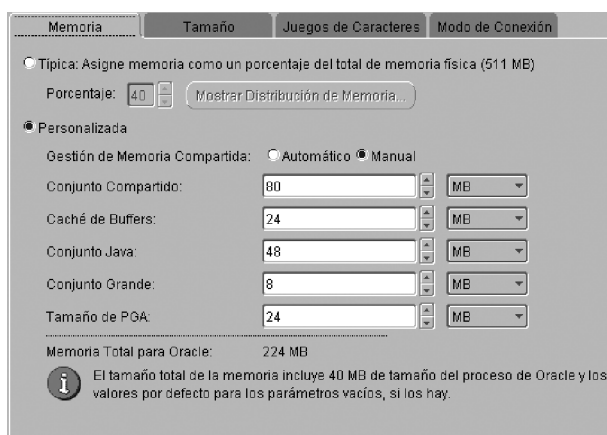 Memoria Tamaño Juegos de Caracteres Modo de Conexión
Típica: Asigne memoria como un porcentaje del total de memoria física (511 MB)
Porcentaje: 40 Mostrar Distribución de Memoria...
Personalizada
Gestión de Memoria Compartida: Automático Manual
Conjunto Compartido: 80 MB
Caché de Buffers: 24 MB
Conjunto Java: 48 MB
Conjunto Grande: 8 MB
Tamaño de PGA: 24 MB
Memoria Total para Oracle: 224 MB
El tamaño total de la memoria incluye 40 MB de tamaño del proceso de Oracle y los
valores por defecto para los parámetros vacíos, si los hay.